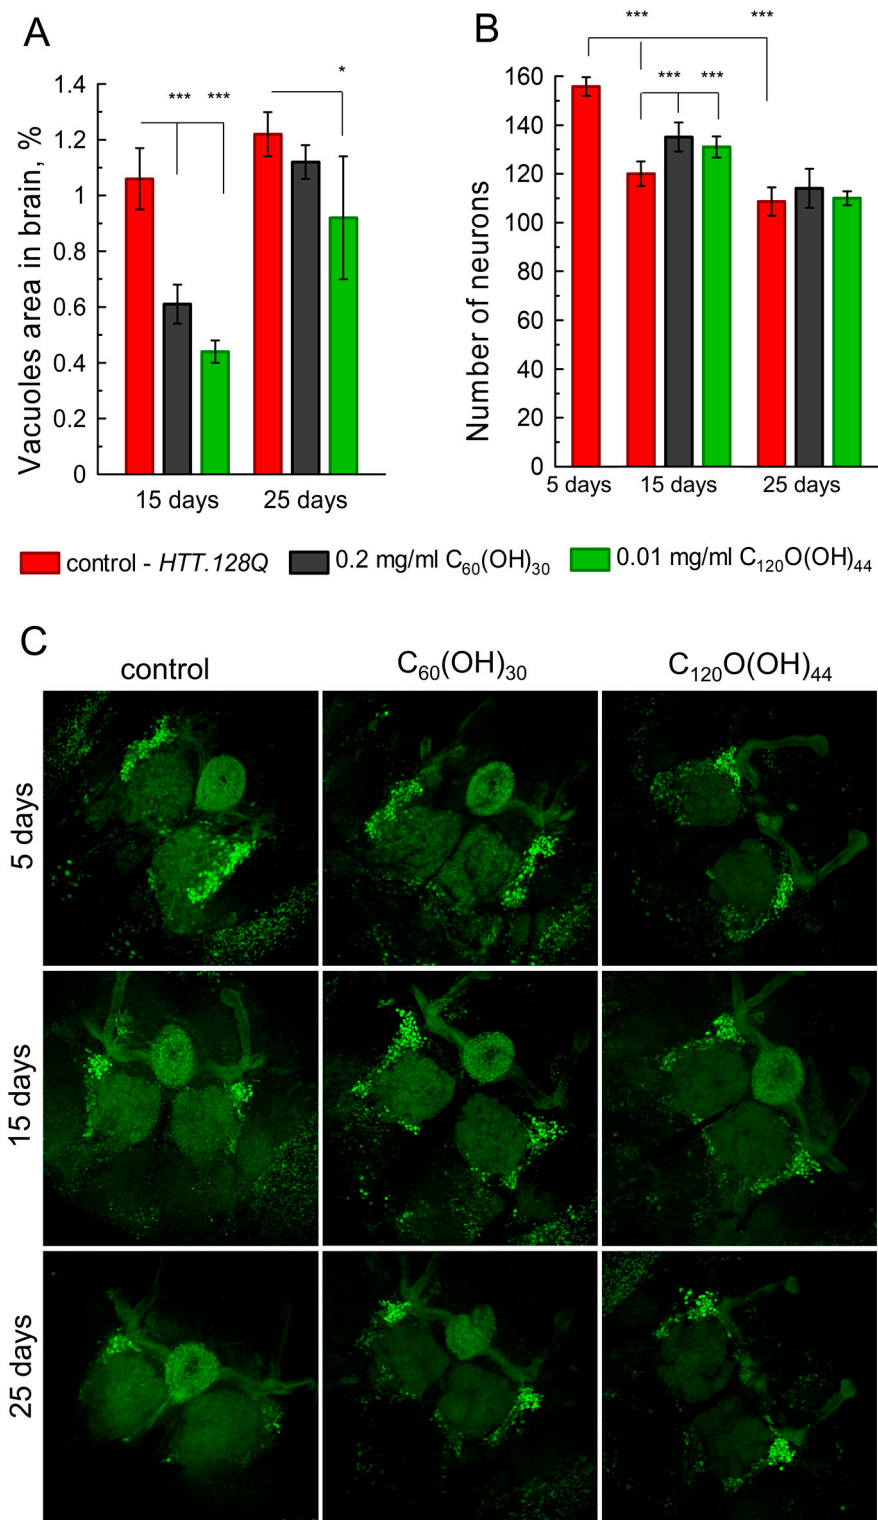 A
Vacuoles area in brain, %
1.4
1.2
1
0.8
0.6
0.4
0.2
0
*** ***
*
15 days 25 days
B
Number of neurons
160
140
120
100
80
60
40
20
0
*** ***
*** ***
5 days 15 days 25 days
control - HTT.128Q 0.2 mg/ml C60(OH)30 0.01 mg/ml C120O(OH)44
C
control C60(OH)30 C120O(OH)44
5 days
15 days
25 days